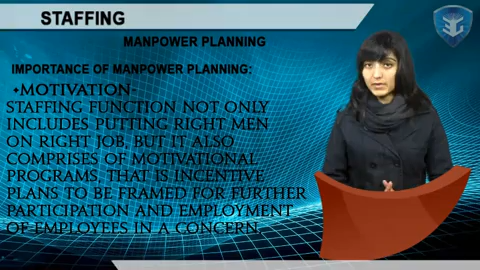 STAFFING
MANPOWER PLANNING
IMPORTANCE OF MANPOWER PLANNING:
•MOTIVATION
STAFFING FUNCTION NOT ONLY
INCLUDES PUTTING RIGHT MEN
ON RIGHT JOB, BUT IT ALSO
COMPRISES OF MOTIVATIONAL
PROGRAMS, THAT IS INCENTIVE
PLANS TO BE FRAMED FOR FURTHER
PARTICIPATION AND EMPLOYMENT
OF EMPLOYEES IN A CONCERN.